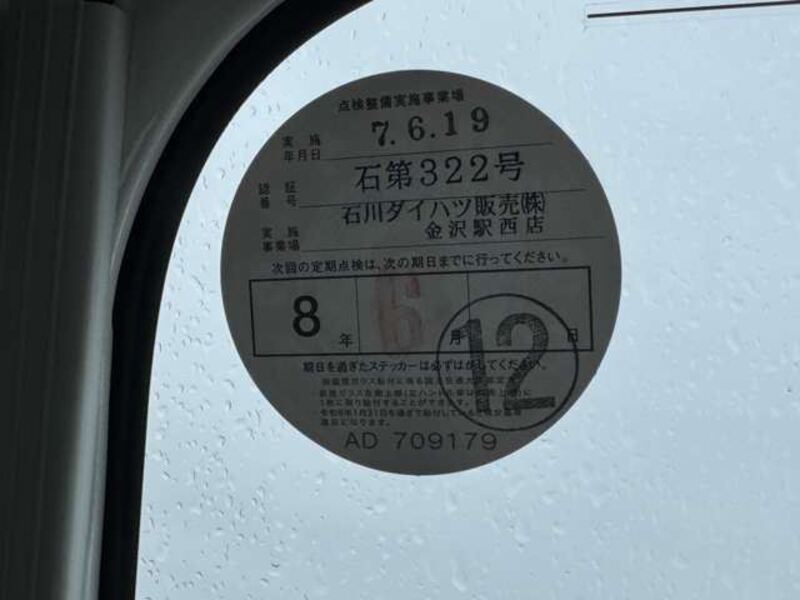 点検整備実施事業場
実施年月日 7.6.19
認証番号 石第322号
実施事業場 石川ダイハツ販売㈱
金沢駅西店
次回の定期点検は、次の期日までに行ってください。
8年 6月 日
12
期日を過ぎたステッカーは必ずはがしてください。
AD 709179